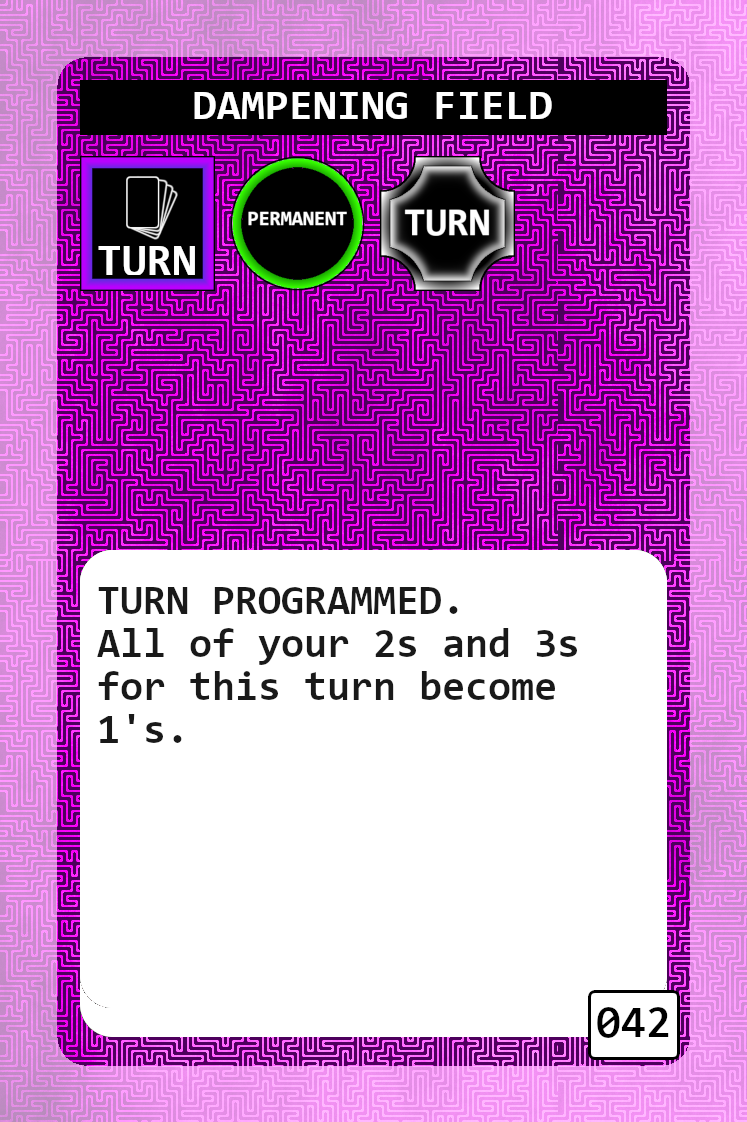 DAMPENING FIELD
TURN
PERMANENT
TURN
TURN PROGRAMMED.
All of your 2s and 3s
for this turn become
1's.
042